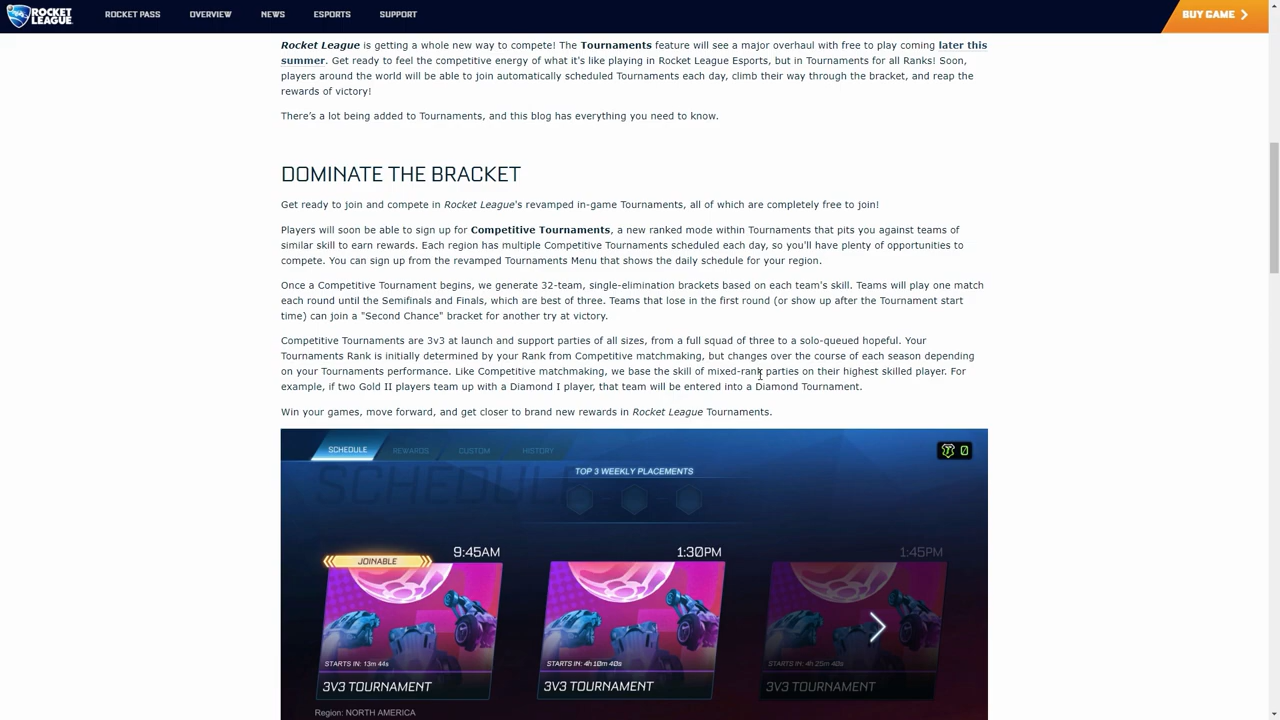 ROCKET LEAGUE
ROCKET PASS OVERVIEW NEWS ESPORTS SUPPORT BUY GAME
Rocket League is getting a whole new way to compete! The Tournaments feature will see a major overhaul with free to play coming later this
summer. Get ready to feel the competitive energy of what it's like playing in Rocket League Esports, but in Tournaments for all Ranks! Soon,
players around the world will be able to join automatically scheduled Tournaments each day, climb their way through the bracket, and reap the
rewards of victory!
There's a lot being added to Tournaments, and this blog has everything you need to know.
DOMINATE THE BRACKET
Get ready to join and compete in Rocket League's revamped in-game Tournaments, all of which are completely free to join!
Players will soon be able to sign up for Competitive Tournaments, a new ranked mode within Tournaments that pits you against teams of
similar skill to earn rewards. Each region has multiple Competitive Tournaments scheduled each day, so you'll have plenty of opportunities to
compete. You can sign up from the revamped Tournaments Menu that shows the daily schedule for your region.
Once a Competitive Tournament begins, we generate 32-team, single-elimination brackets based on each team's skill. Teams will play one match
each round until the Semifinals and Finals, which are best of three. Teams that lose in the first round (or show up after the Tournament start
time) can join a "Second Chance" bracket for another try at victory.
Competitive Tournaments are 3v3 at launch and support parties of all sizes, from a full squad of three to a solo-queued hopeful. Your
Tournaments Rank is initially determined by your Rank from Competitive matchmaking, but changes over the course of each season depending
on your Tournaments performance. Like Competitive matchmaking, we base the skill of mixed-rank parties on their highest skilled player. For
example, if two Gold II players team up with a Diamond I player, that team will be entered into a Diamond Tournament.
Win your games, move forward, and get closer to brand new rewards in Rocket League Tournaments.
SCHEDULE REWARDS CUSTOM HISTORY 0
SCHEDULE
TOP 3 WEEKLY PLACEMENTS
9:45AM 1:30PM 1:45PM
JOINABLE
STARTS IN: 13m 44s STARTS IN: 4h 10m 40s STARTS IN: 4h 25m 40s
3V3 TOURNAMENT 3V3 TOURNAMENT 3V3 TOURNAMENT
Region: NORTH AMERICA